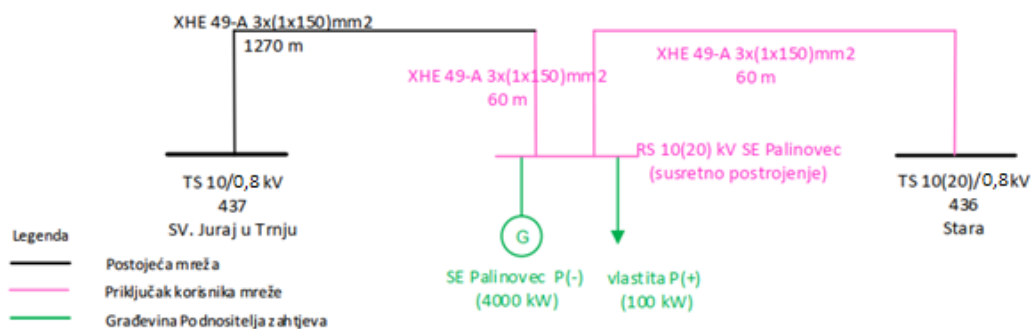 XHE 49-A 3x(1x150)mm2
1270 m
XHE 49-A 3x(1x150)mm2
60 m
XHE 49-A 3x(1x150)mm2
60 m
RS 10(20) kV SE Palinovec
(susretno postrojenje)
TS 10/0,8 kV
437
SV. Juraj u Trnju
TS 10(20)/0,8kV
436
Stara
G
SE Palinovec P(-)
(4000 kW)
vlastita P(+)
(100 kW)
Legenda
Postojeća mreža
Priključak korisnika mreže
Građevina Podnositelja zahtjeva